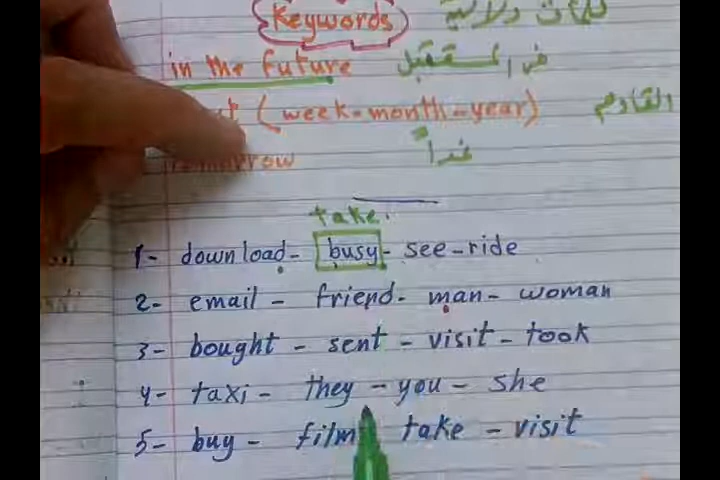 Keywords كلمات دلالية
in the future في المستقبل
(week-month-year) القادم
tomorrow غداً
take.
1- download- busy- see-ride
2- email - friend- man- woman
3- bought - sent - visit - took
4- taxi - they - you - she
5- buy - film take - visit